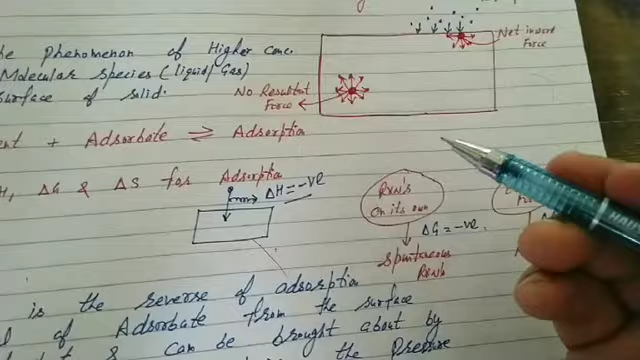 he Phenomenon of Higher conc.
Molecular species (liquid/Gas)
surface of solid.
Net inward
Force
No Resultant
Force
ent + Adsorbate ⇌ Adsorption
H, ΔG & ΔS for Adsorption
ΔH = -ve
RXN's
On its own
ΔG = -ve.
Spontaneous
RXNs
is the reverse of adsorption
of Adsorbate from the surface
& can be brought about by
the Pressure